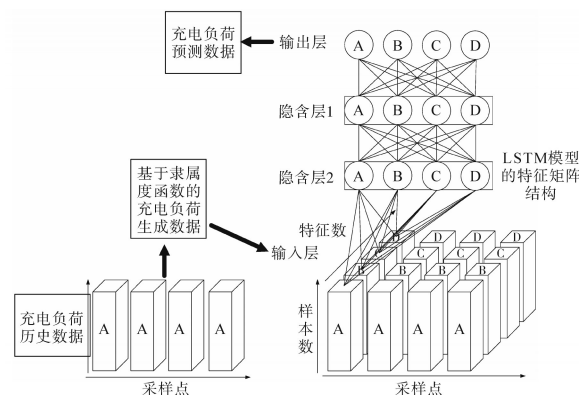 充电负荷
预测数据
输出层
A B C D
隐含层1
A B C D
隐含层2
A B C D
LSTM模型
的特征矩阵
结构
基于隶属
度函数的
充电负荷
生成数据
特征数
输入层
D D D D
C C C C
B B B B
A A A A
样本数
采样点
充电负荷
历史数据
A A A A
采样点